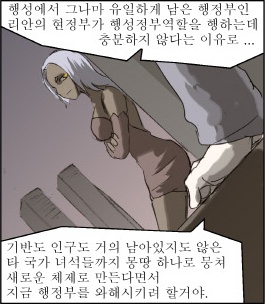 행성에서 그나마 유일하게 남은 행정부인
리안의 현정부가 행성정부역할을 행하는데
충분하지 않다는 이유로 ...
기반도 인구도 거의 남아있지도 않은
타 국가 녀석들까지 몽땅 하나로 뭉쳐
새로운 체제로 만든다면서
지금 행정부를 와해시키려 할거야.